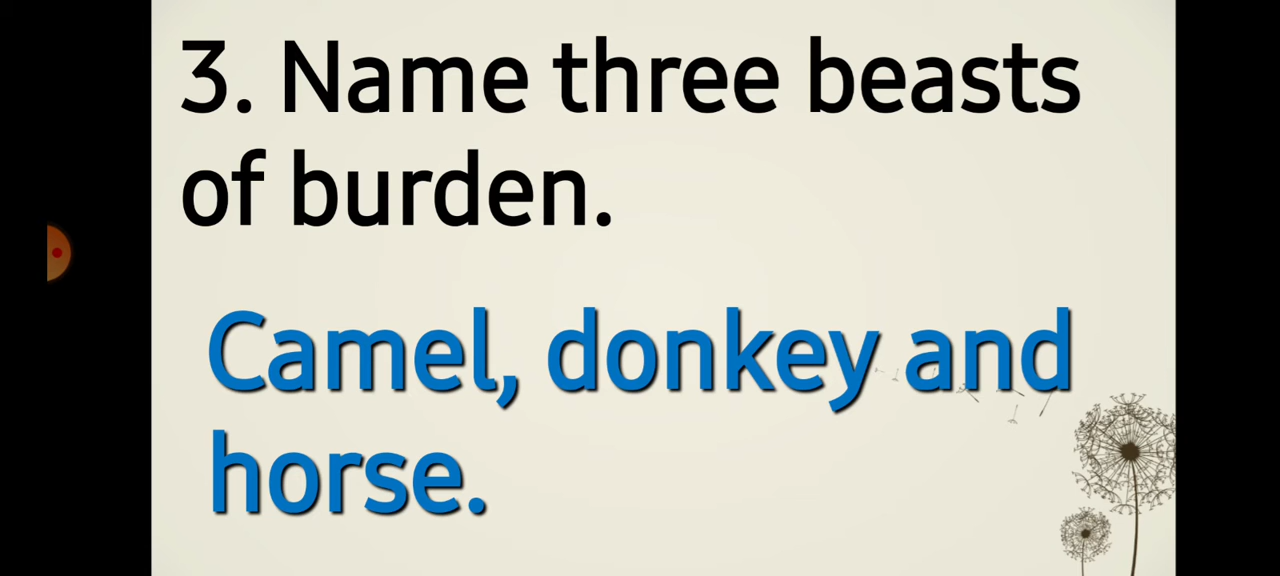 3. Name three beasts
of burden.
Camel, donkey and
horse.